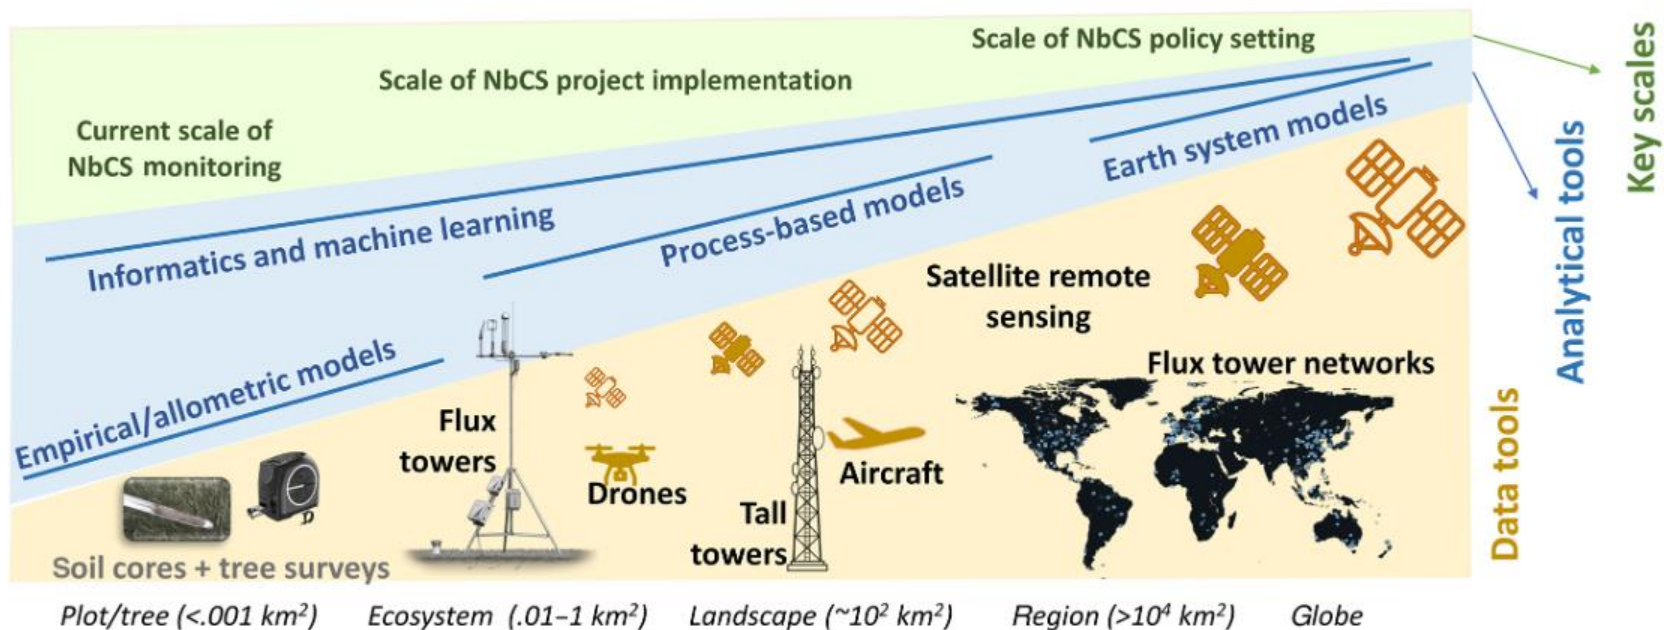 Scale of NbCS policy setting
Scale of NbCS project implementation
Current scale of
NbCS monitoring
Key scales
Earth system models
Process-based models
Informatics and machine learning
Empirical/allometric models
Analytical tools
Satellite remote
sensing
Flux tower networks
Flux
towers
Drones
Aircraft
Tall
towers
Soil cores + tree surveys
Data tools
Plot/tree (<.001 km²)
Ecosystem (.01–1 km²)
Landscape (~10² km²)
Region (>10⁴ km²)
Globe